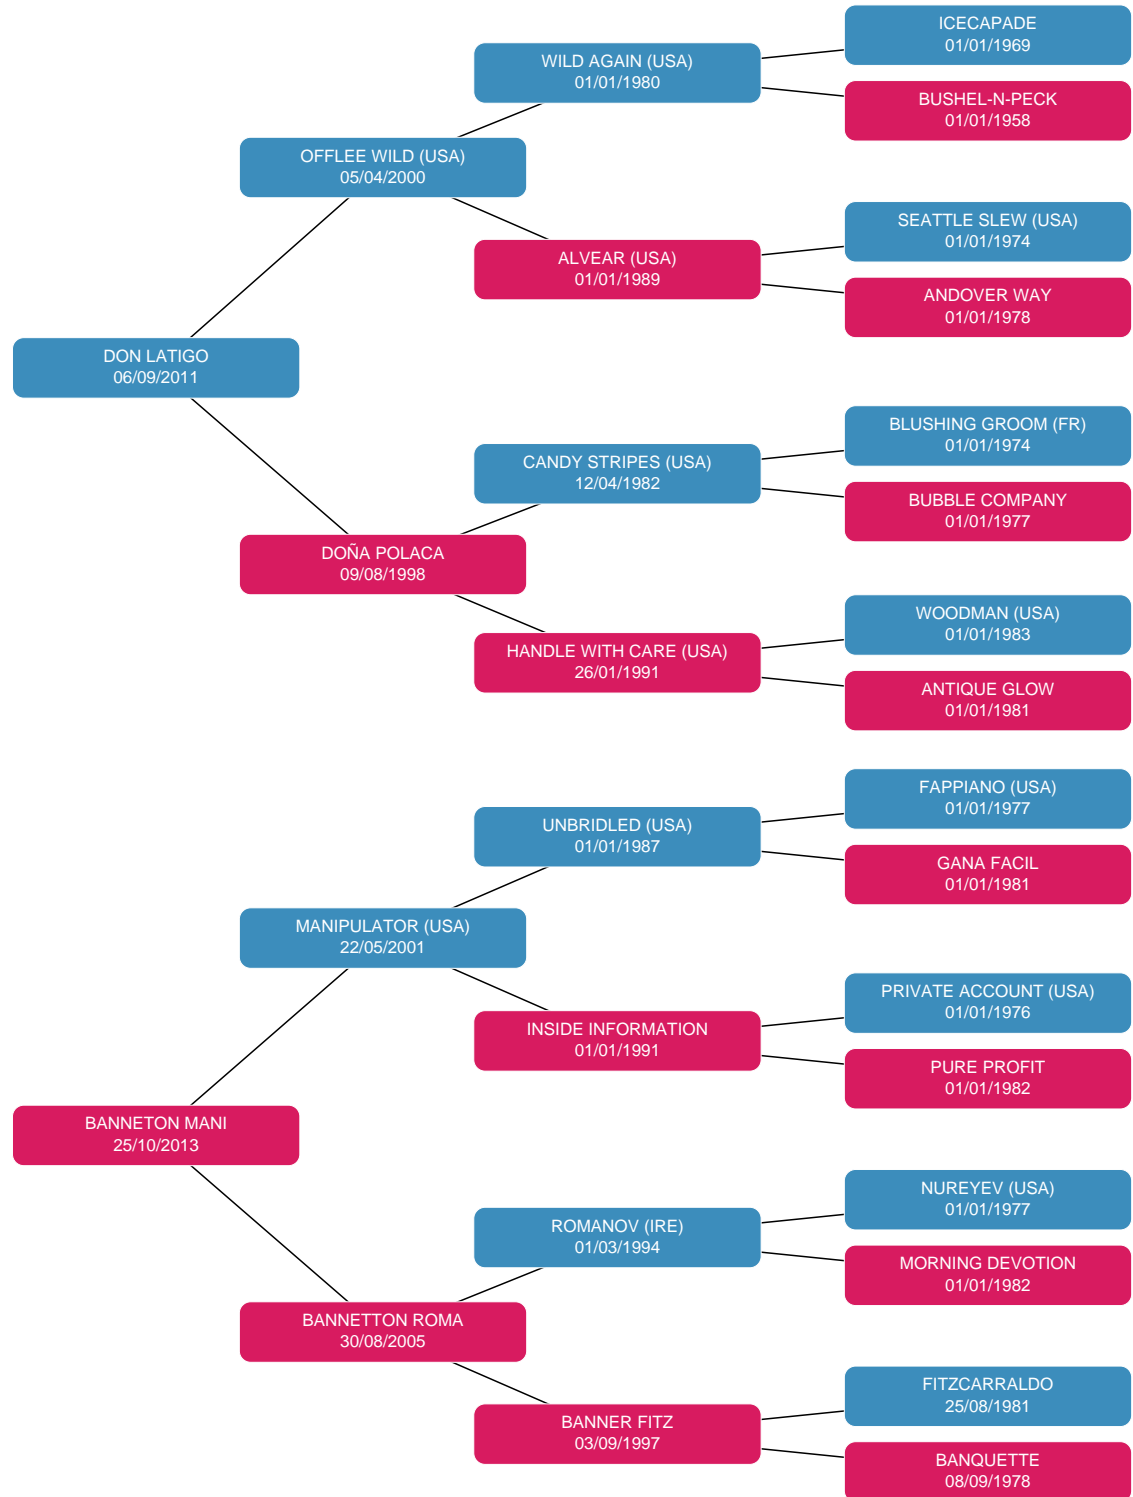 ICECAPADE
01/01/1969
WILD AGAIN (USA)
01/01/1980
BUSHEL-N-PECK
01/01/1958
OFFLEE WILD (USA)
05/04/2000
SEATTLE SLEW (USA)
01/01/1974
ALVEAR (USA)
01/01/1989
ANDOVER WAY
01/01/1978
DON LATIGO
06/09/2011
BLUSHING GROOM (FR)
01/01/1974
CANDY STRIPES (USA)
12/04/1982
BUBBLE COMPANY
01/01/1977
DOÑA POLACA
09/08/1998
WOODMAN (USA)
01/01/1983
HANDLE WITH CARE (USA)
26/01/1991
ANTIQUE GLOW
01/01/1981
FAPPIANO (USA)
01/01/1977
UNBRIDLED (USA)
01/01/1987
GANA FACIL
01/01/1981
MANIPULATOR (USA)
22/05/2001
PRIVATE ACCOUNT (USA)
01/01/1976
INSIDE INFORMATION
01/01/1991
PURE PROFIT
01/01/1982
BANNETON MANI
25/10/2013
NUREYEV (USA)
01/01/1977
ROMANOV (IRE)
01/03/1994
MORNING DEVOTION
01/01/1982
BANNETTON ROMA
30/08/2005
FITZCARRALDO
25/08/1981
BANNER FITZ
03/09/1997
BANQUETTE
08/09/1978